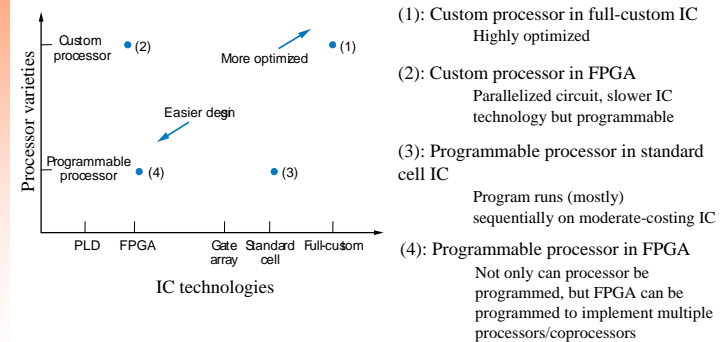 Processor varieties
Custom
processor
(2)
More optimized
(1)
Easier desgin
Programmable
processor
(4)
(3)
PLD
FPGA
Gate
array
Standard
cell
Full-custom
IC technologies
(1): Custom processor in full-custom IC
Highly optimized
(2): Custom processor in FPGA
Parallelized circuit, slower IC
technology but programmable
(3): Programmable processor in standard
cell IC
Program runs (mostly)
sequentially on moderate-costing IC
(4): Programmable processor in FPGA
Not only can processor be
programmed, but FPGA can be
programmed to implement multiple
processors/coprocessors